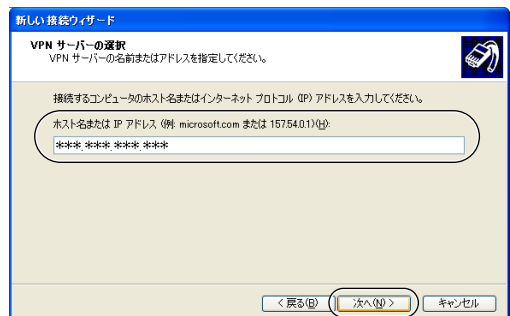 新しい接続ウィザード
VPN サーバーの選択
VPN サーバーの名前またはアドレスを指定してください。
接続するコンピュータのホスト名またはインターネット プロトコル (IP) アドレスを入力してください。
ホスト名または IP アドレス (例: microsoft.com または 157.54.0.1)(H):
***.***.***.***
< 戻る(B)
次へ(N) >
キャンセル